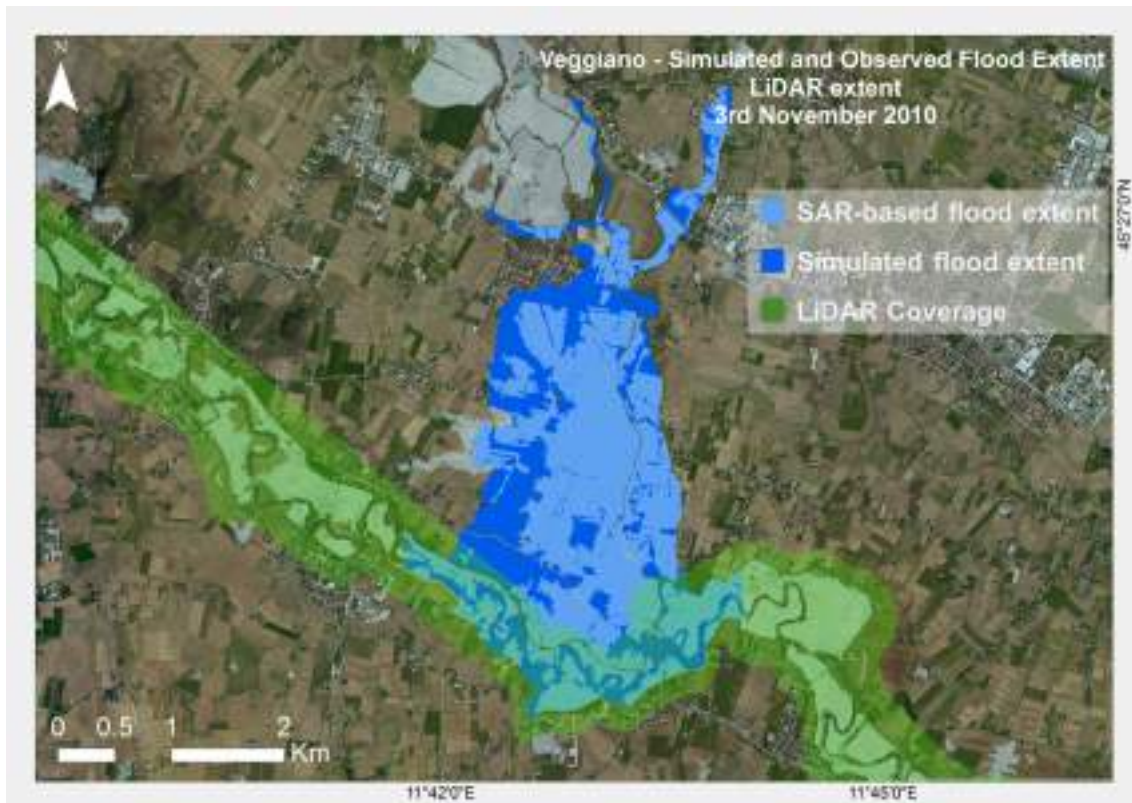 N
Veggiano - Simulated and Observed Flood Extent
LiDAR extent
3rd November 2010
SAR-based flood extent
Simulated flood extent
LiDAR Coverage
45°27'0"N
0 0.5 1 2
Km
11°42'0"E 11°45'0"E